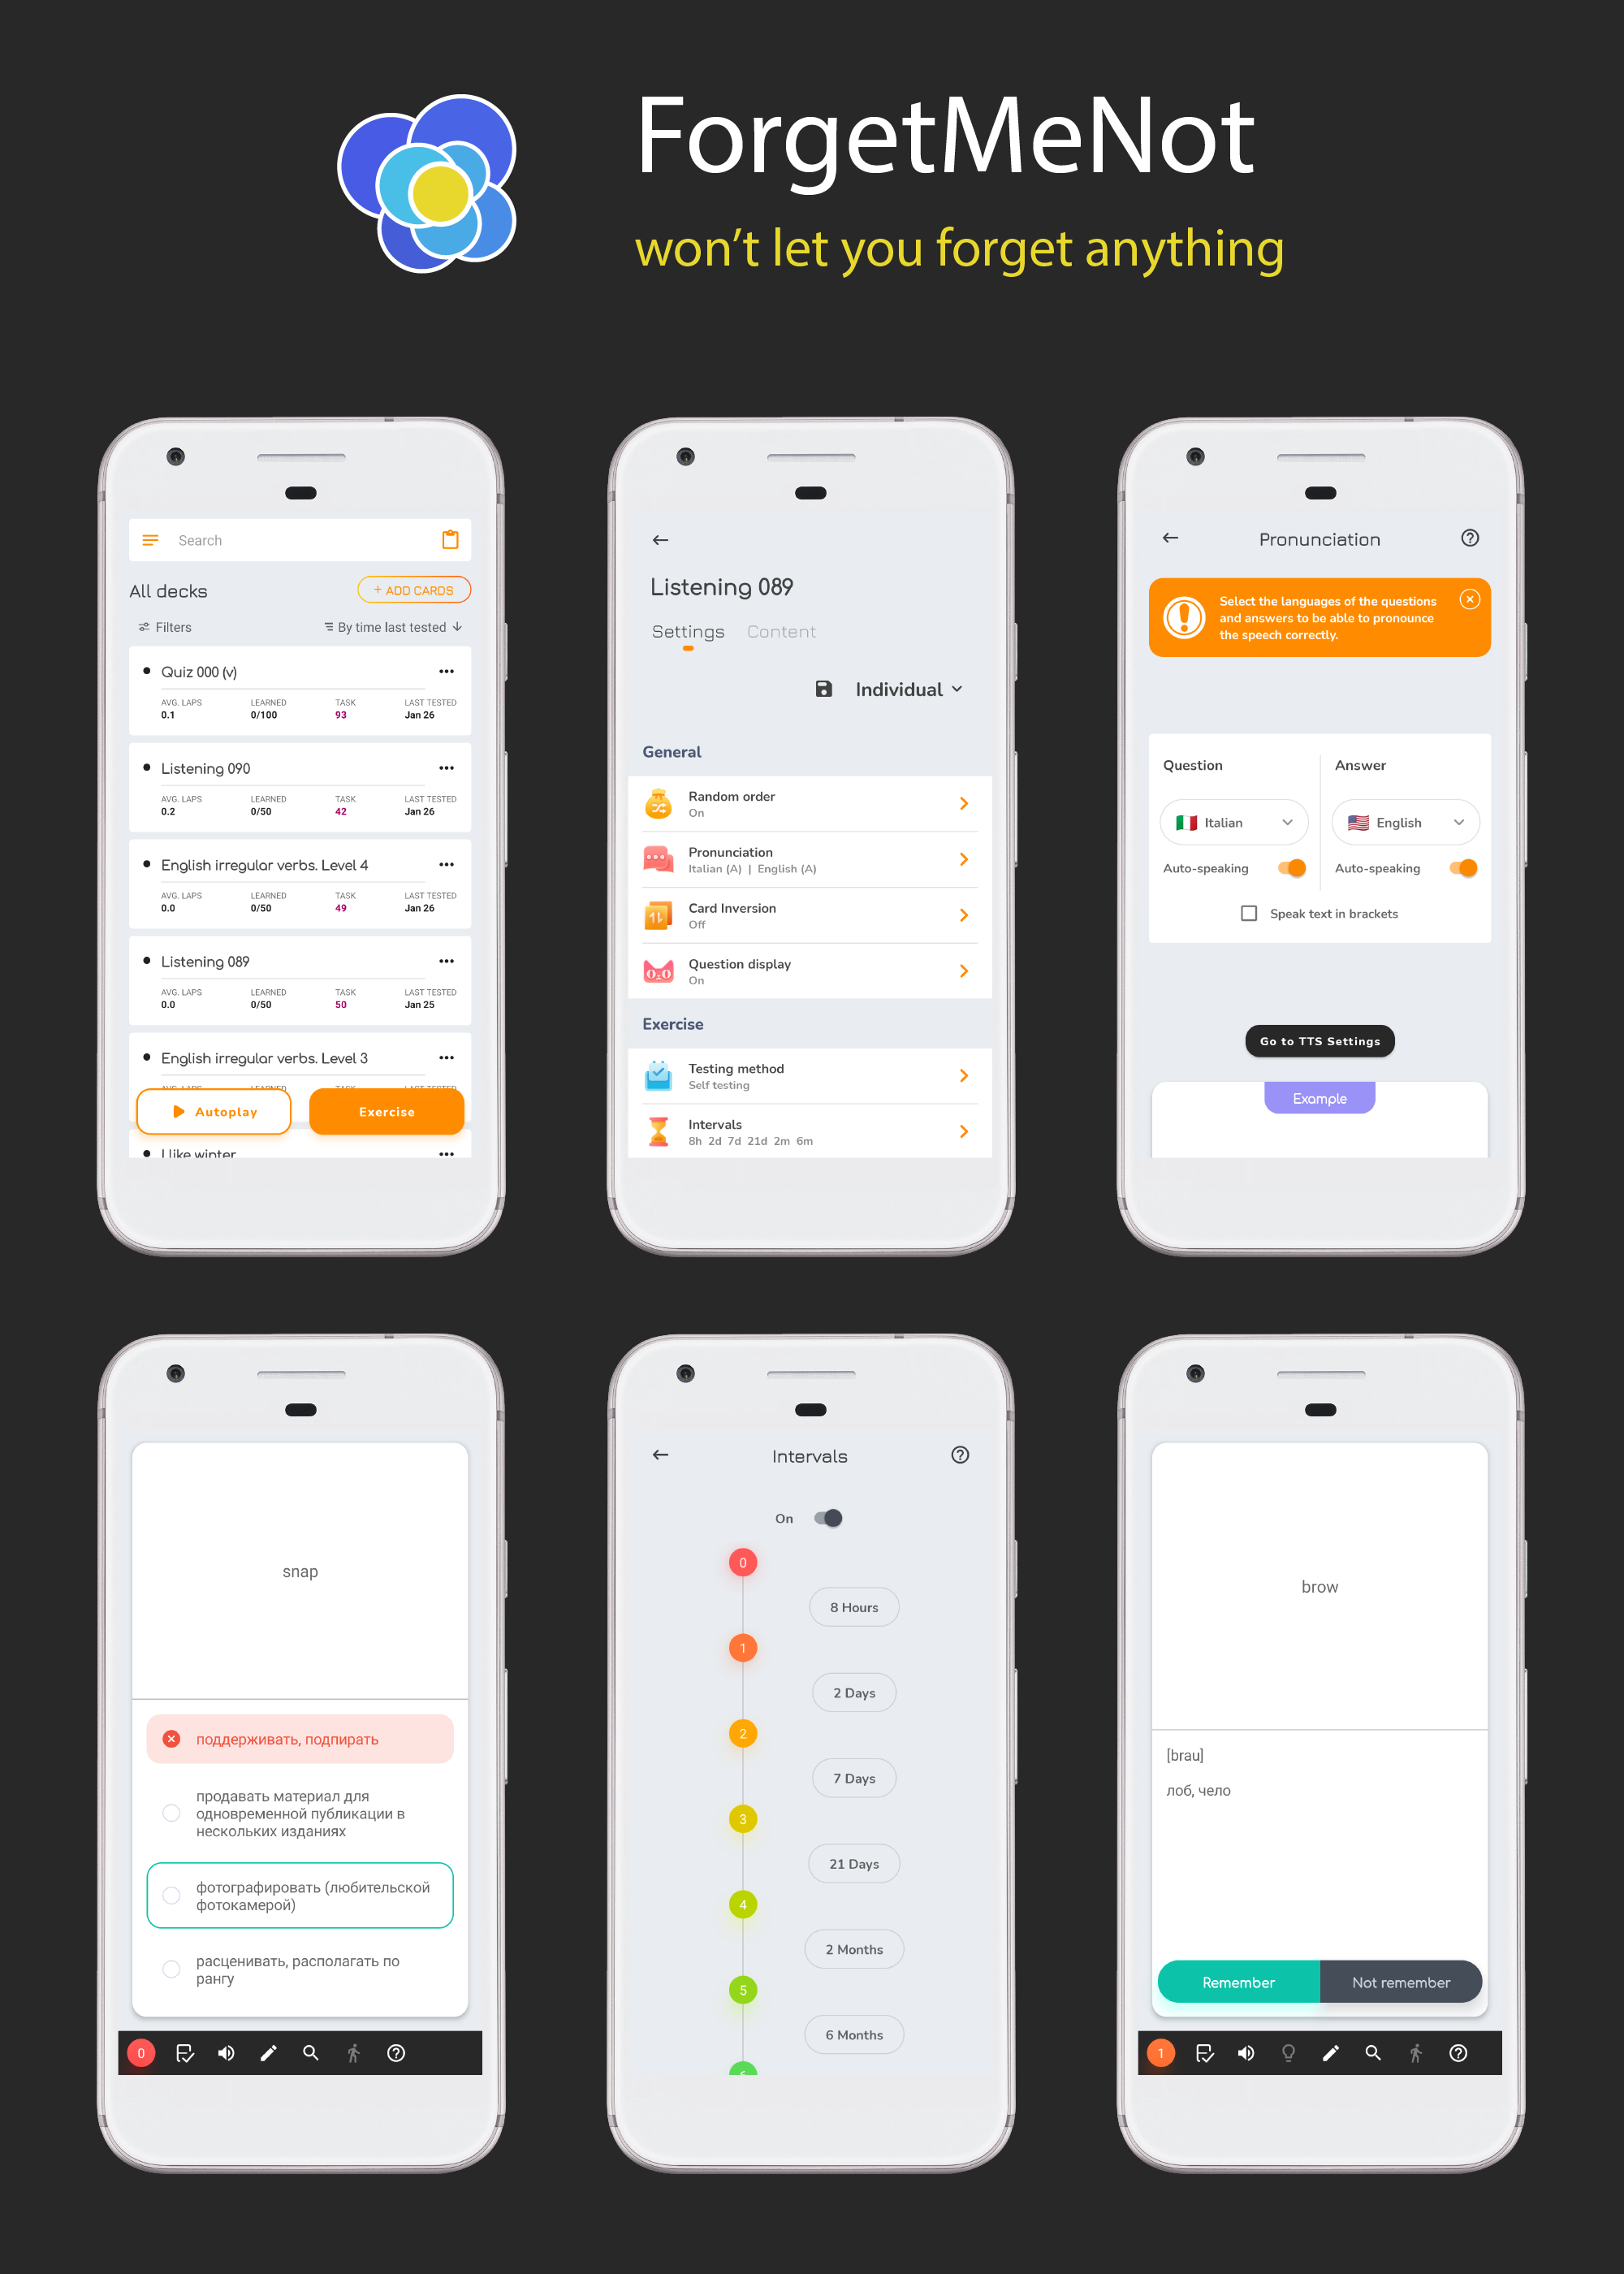 ForgetMeNot
won't let you forget anything
Search
All decks
+ ADD CARDS
Filters
By time last tested
Quiz 000 (v)
AVG. LAPS LEARNED TASK LAST TESTED
0.1 0/100 93 Jan 26
Listening 090
AVG. LAPS LEARNED TASK LAST TESTED
0.2 0/50 42 Jan 26
English irregular verbs. Level 4
AVG. LAPS LEARNED TASK LAST TESTED
0.0 0/50 49 Jan 26
Listening 089
AVG. LAPS LEARNED TASK LAST TESTED
0.0 0/50 50 Jan 25
English irregular verbs. Level 3
AVG. LAPS LEARNED TASK LAST TESTED
Autoplay
Exercise
I like winter
Listening 089
Settings Content
Individual
General
Random order
On
Pronunciation
Italian (A) | English (A)
Card Inversion
Off
Question display
On
Exercise
Testing method
Self testing
Intervals
8h 2d 7d 21d 2m 6m
Pronunciation
Select the languages of the questions
and answers to be able to pronounce
the speech correctly.
Question Answer
Italian English
Auto-speaking Auto-speaking
Speak text in brackets
Go to TTS Settings
Example
snap
поддерживать, подпирать
продавать материал для
одновременной публикации в
нескольких изданиях
фотографировать (любительской
фотокамерой)
расценивать, располагать по
рангу
0
Intervals
On
0
8 Hours
1
2 Days
2
7 Days
3
21 Days
4
2 Months
5
6 Months
6
brow
[brau]
лоб, чело
Remember Not remember
1